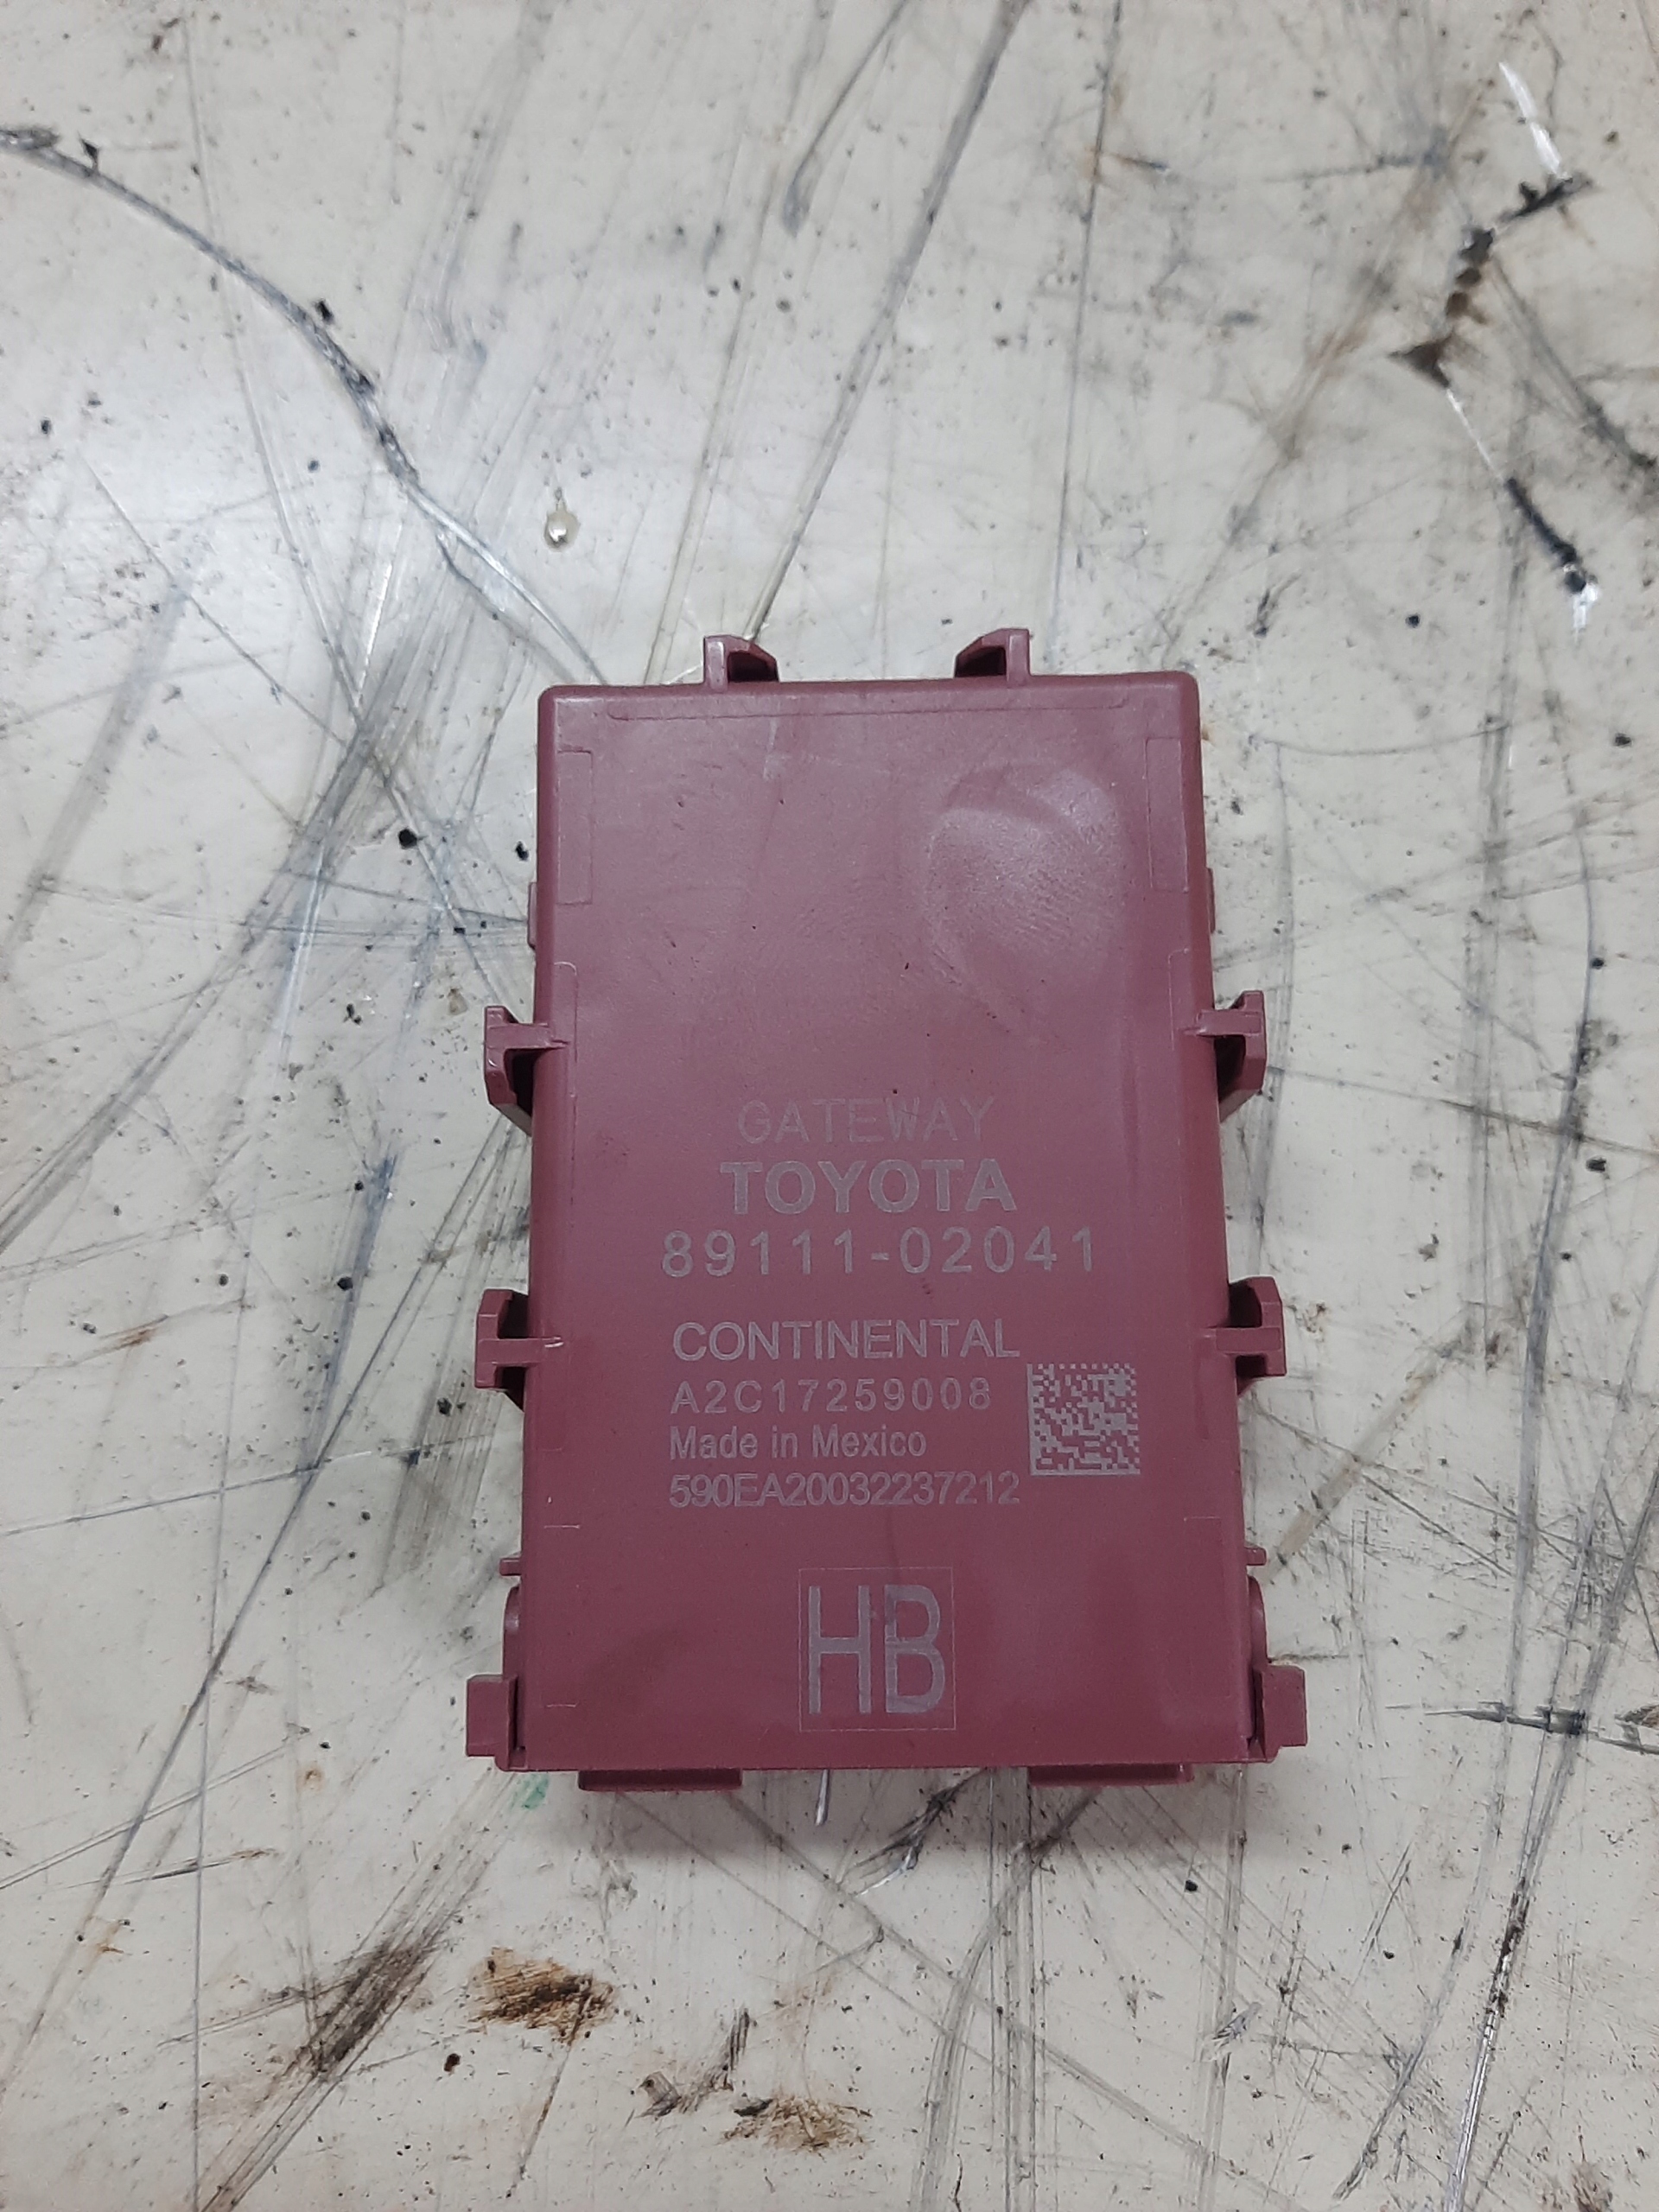 GATEWAY
TOYOTA
89111-02041
CONTINENTAL
A2C17259008
Made in Mexico
590EA20032237212
HB